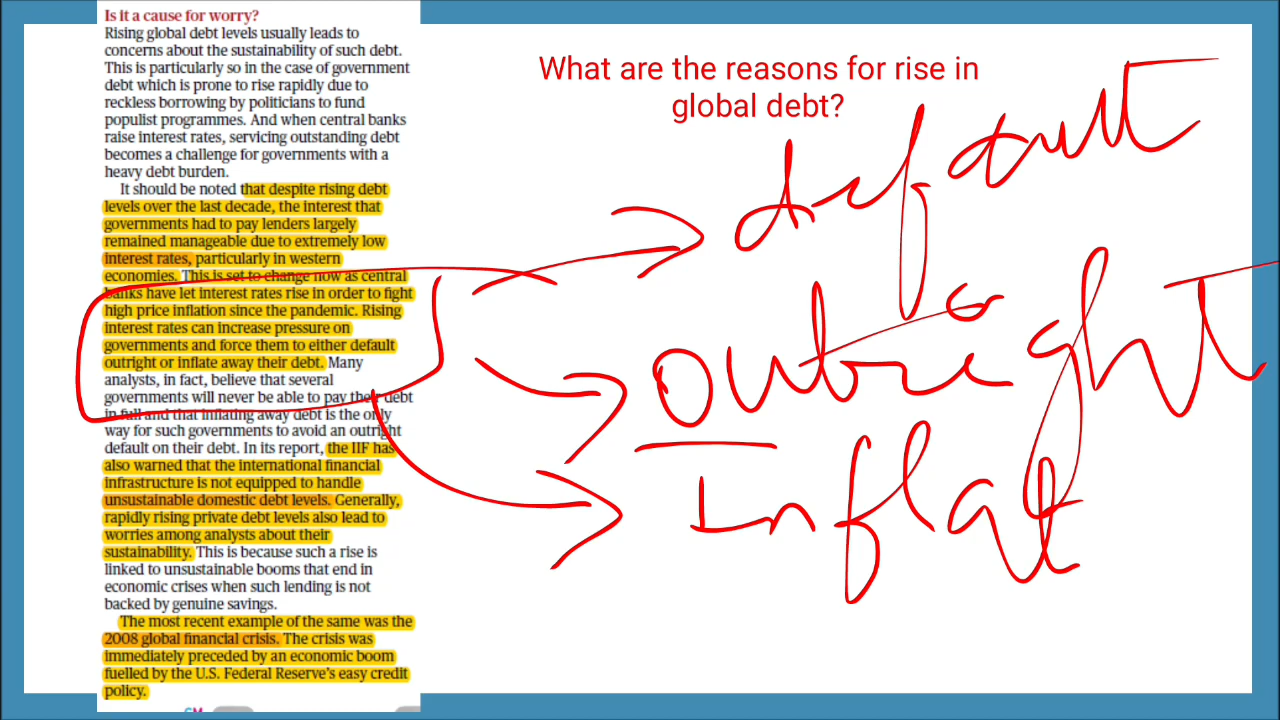 Is it a cause for worry?
Rising global debt levels usually leads to
concerns about the sustainability of such debt.
This is particularly so in the case of government
debt which is prone to rise rapidly due to
reckless borrowing by politicians to fund
populist programmes. And when central banks
raise interest rates, servicing outstanding debt
becomes a challenge for governments with a
heavy debt burden.
It should be noted that despite rising debt
levels over the last decade, the interest that
governments had to pay lenders largely
remained manageable due to extremely low
interest rates, particularly in western
economies. This is set to change now as central
banks have let interest rates rise in order to fight
high price inflation since the pandemic. Rising
interest rates can increase pressure on
governments and force them to either default
outright or inflate away their debt. Many
analysts, in fact, believe that several
governments will never be able to pay their debt
in full and that inflating away debt is the only
way for such governments to avoid an outright
default on their debt. In its report, the IIF has
also warned that the international financial
infrastructure is not equipped to handle
unsustainable domestic debt levels. Generally,
rapidly rising private debt levels also lead to
worries among analysts about their
sustainability. This is because such a rise is
linked to unsustainable booms that end in
economic crises when such lending is not
backed by genuine savings.
The most recent example of the same was the
2008 global financial crisis. The crisis was
immediately preceded by an economic boom
fuelled by the U.S. Federal Reserve's easy credit
policy.
What are the reasons for rise in
global debt?
default
outright
Inflate